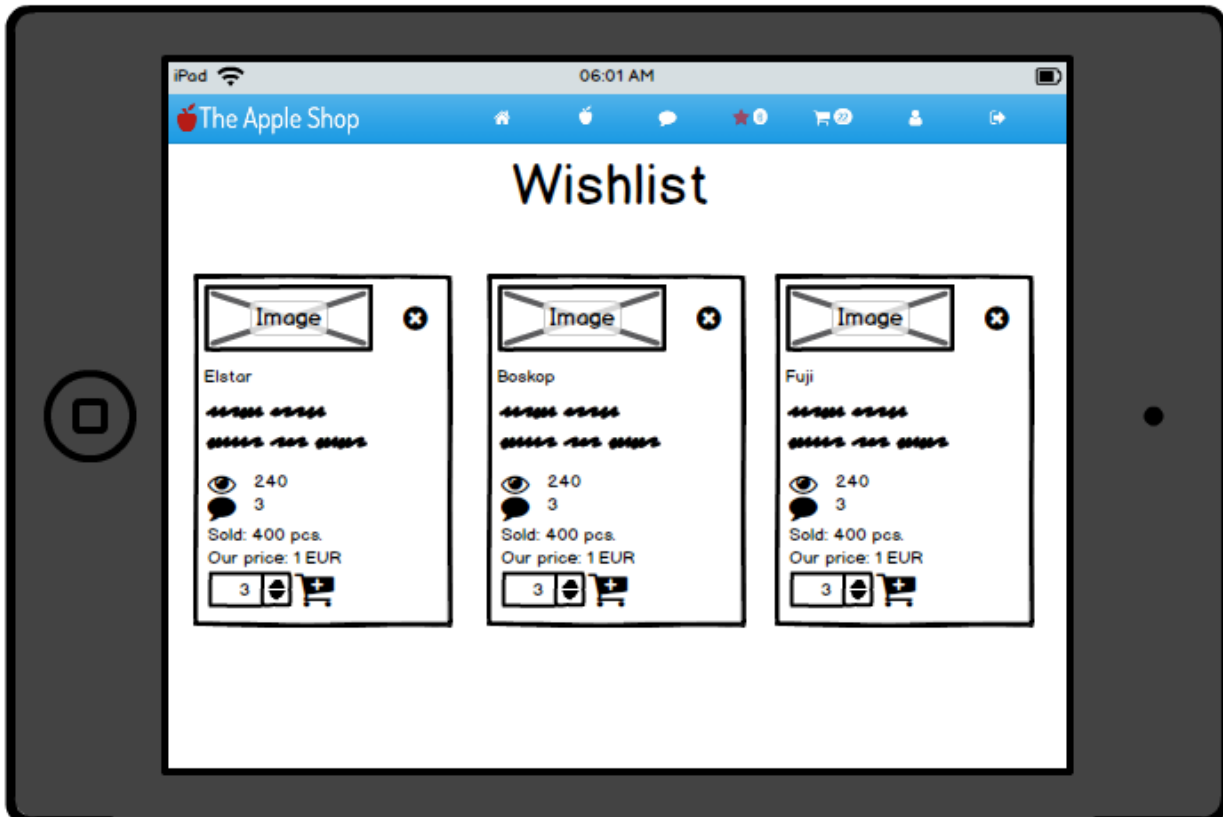 iPad 06:01 AM
The Apple Shop 22
Wishlist
Image Image Image
Elstar Boskop Fuji
240 240 240
3 3 3
Sold: 400 pcs. Sold: 400 pcs. Sold: 400 pcs.
Our price: 1 EUR Our price: 1 EUR Our price: 1 EUR
3 3 3